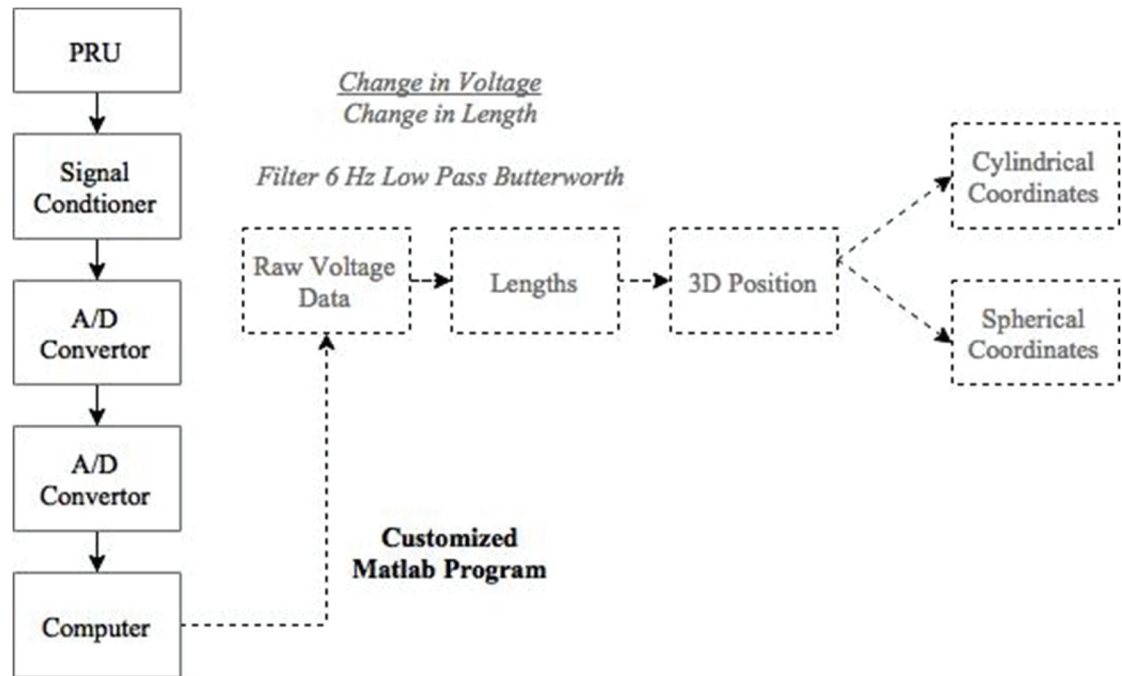 PRU
Signal
Condtioner
A/D
Convertor
A/D
Convertor
Computer
Change in Voltage
Change in Length
Filter 6 Hz Low Pass Butterworth
Raw Voltage
Data
Lengths
3D Position
Cylindrical
Coordinates
Spherical
Coordinates
Customized
Matlab Program